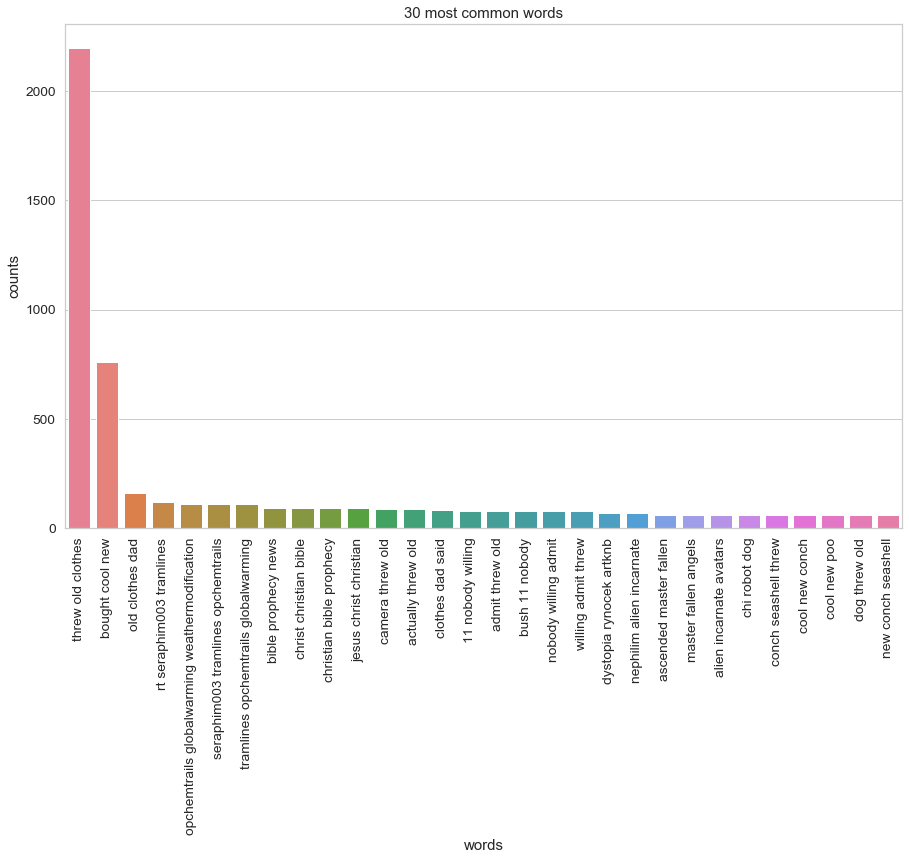 30 most common words
2000
1500
1000
500
0
counts
threw old clothes
bought cool new
old clothes dad
rt seraphim003 tramlines
opchemtrails globalwarming weathermodification
seraphim003 tramlines opchemtrails
tramlines opchemtrails globalwarming
bible prophecy news
christ christian bible
christian bible prophecy
jesus christ christian
camera threw old
actually threw old
clothes dad said
11 nobody willing
admit threw old
bush 11 nobody
nobody willing admit
willing admit threw
dystopia rynocek artknb
nephilim alien incarnate
ascended master fallen
master fallen angels
alien incarnate avatars
chi robot dog
conch seashell threw
cool new conch
cool new poo
dog threw old
new conch seashell
words